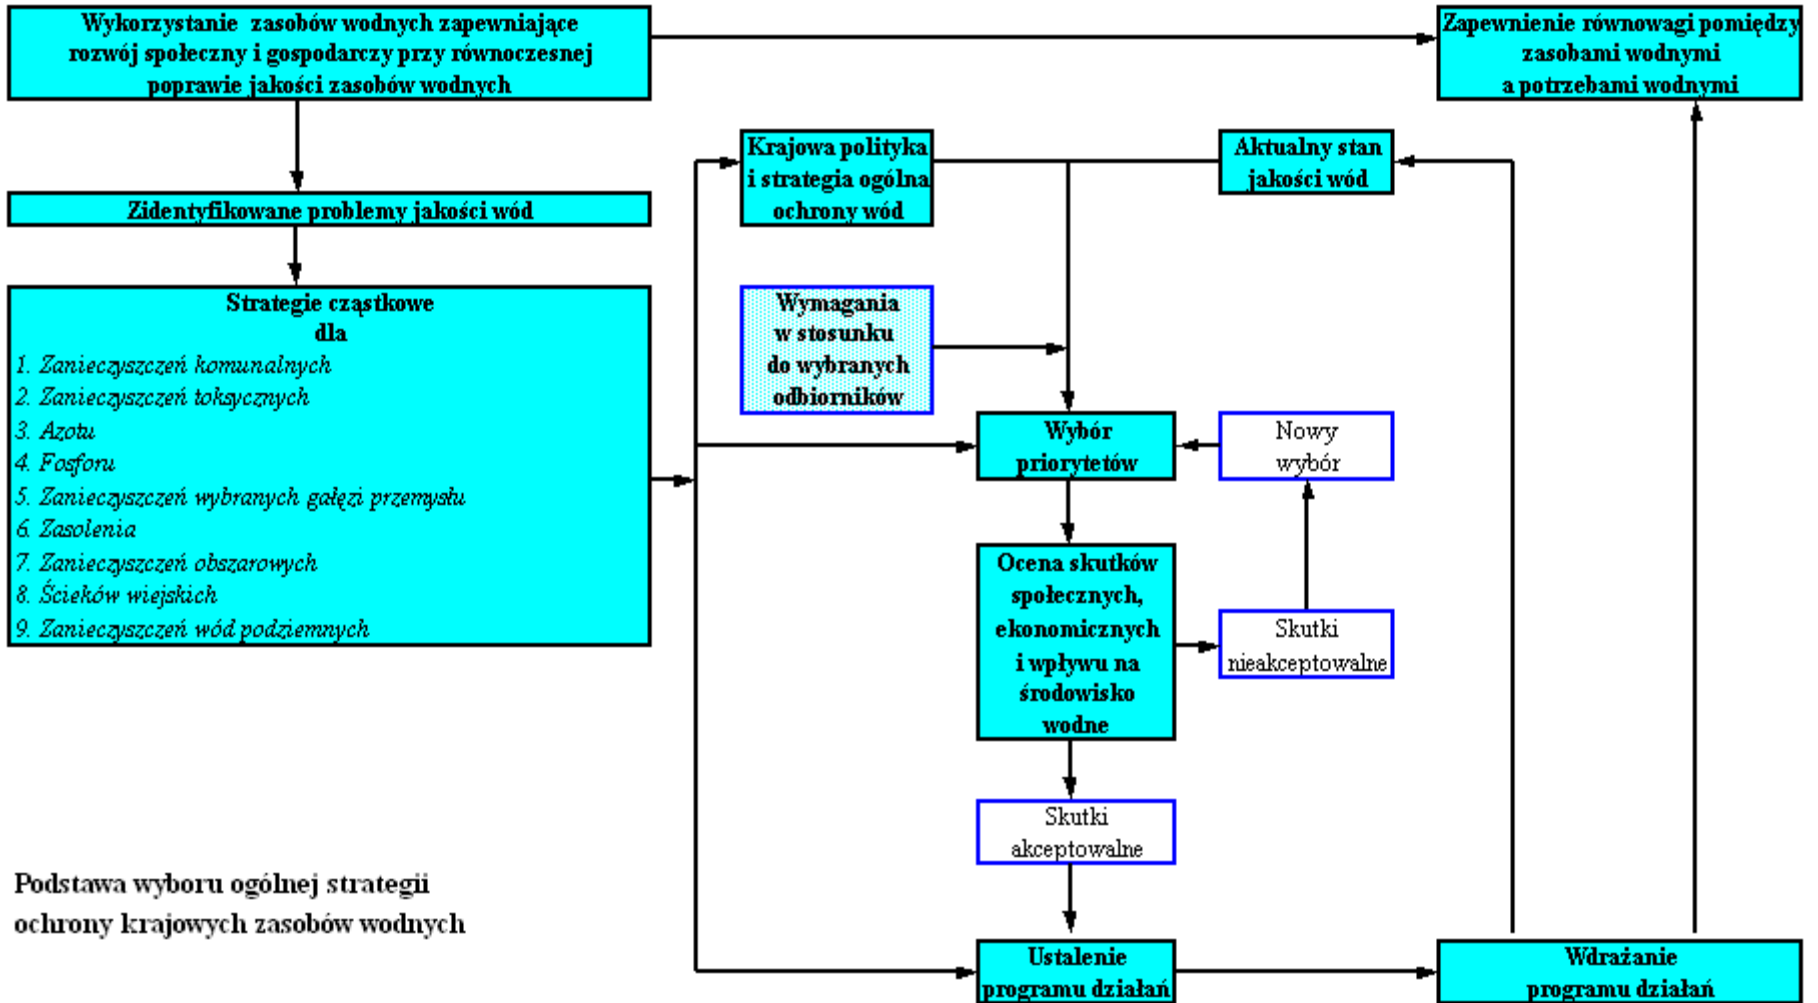 Wykorzystanie zasobów wodnych zapewniające
rozwój społeczny i gospodarczy przy równoczesnej
poprawie jakości zasobów wodnych
Zapewnienie równowagi pomiędzy
zasobami wodnymi
a potrzebami wodnymi
Krajowa polityka
i strategia ogólna
ochrony wód
Aktualny stan
jakości wód
Zidentyfikowane problemy jakości wód
Strategie cząstkowe
dla
1. Zanieczyszczeń komunalnych
2. Zanieczyszczeń toksycznych
3. Azotu
4. Fosforu
5. Zanieczyszczeń wybranych gałęzi przemysłu
6. Zasolenia
7. Zanieczyszczeń obszarowych
8. Ścieków wiejskich
9. Zanieczyszczeń wód podziemnych
Wymagania
w stosunku
do wybranych
odbiorników
Wybór
priorytetów
Nowy
wybór
Ocena skutków
społecznych,
ekonomicznych
i wpływu na
środowisko
wodne
Skutki
nieakceptowalne
Skutki
akceptowalne
Podstawa wyboru ogólnej strategii
ochrony krajowych zasobów wodnych
Ustalenie
programu działań
Wdrażanie
programu działań